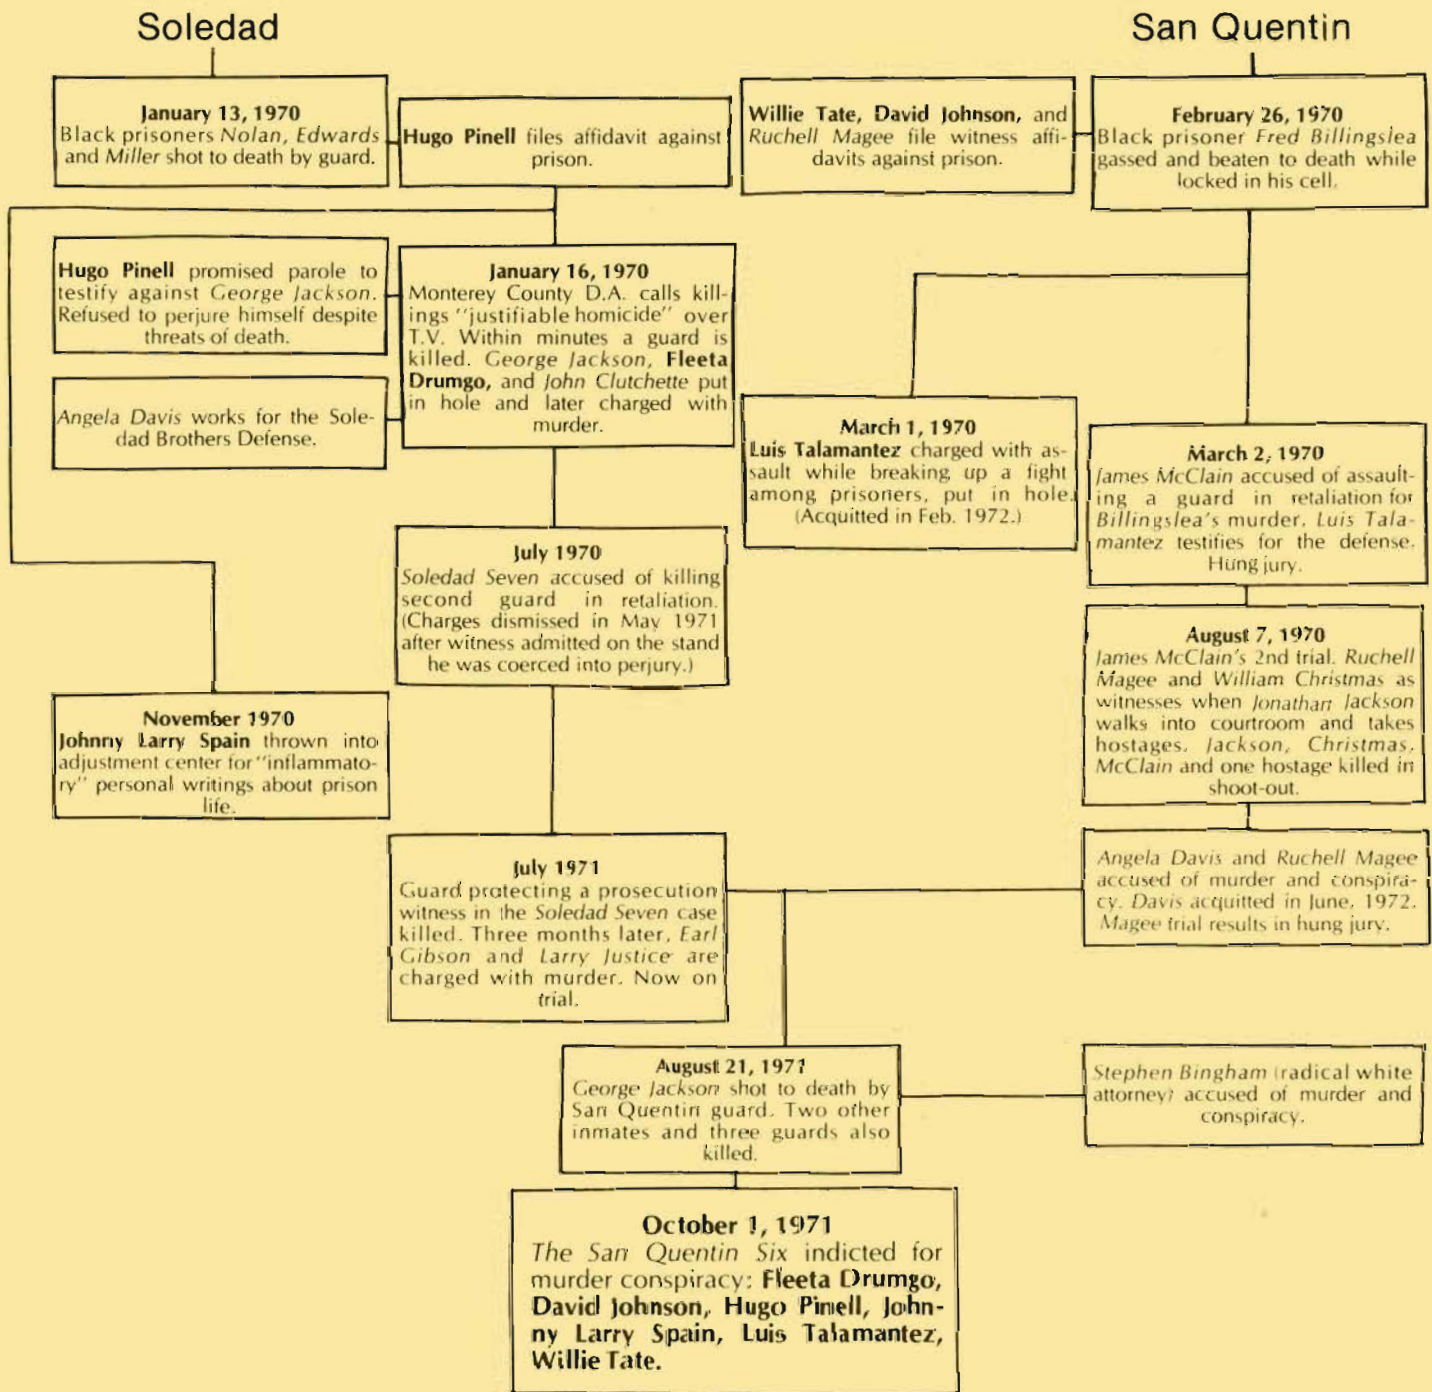 Soledad
San Quentin
January 13, 1970
Black prisoners Nolan, Edwards
and Miller shot to death by guard.
Hugo Pinell files affidavit against
prison.
Willie Tate, David Johnson, and
Ruchell Magee file witness affi-
davits against prison.
February 26, 1970
Black prisoner Fred Billingslea
gassed and beaten to death while
locked in his cell.
Hugo Pinell promised parole to
testify against George Jackson.
Refused to perjure himself despite
threats of death.
January 16, 1970
Monterey County D.A. calls kill-
ings "justifiable homicide" over
T.V. Within minutes a guard is
killed. George Jackson, Fleeta
Drumgo, and John Clutchette put
in hole and later charged with
murder.
Angela Davis works for the Sole-
dad Brothers Defense.
March 1, 1970
Luis Talamantez charged with as-
sault while breaking up a fight
among prisoners, put in hole.
(Acquitted in Feb. 1972.)
March 2, 1970
James McClain accused of assault-
ing a guard in retaliation for
Billingslea's murder. Luis Tala-
mantez testifies for the defense.
Hung jury.
July 1970
Soledad Seven accused of killing
second guard in retaliation.
(Charges dismissed in May 1971
after witness admitted on the stand
he was coerced into perjury.)
August 7, 1970
James McClain's 2nd trial. Ruchell
Magee and William Christmas as
witnesses when Jonathan Jackson
walks into courtroom and takes
hostages. Jackson, Christmas,
McClain and one hostage killed in
shoot-out.
November 1970
Johnny Larry Spain thrown into
adjustment center for "inflammato-
ry" personal writings about prison
life.
July 1971
Guard protecting a prosecution
witness in the Soledad Seven case
killed. Three months later, Earl
Gibson and Larry Justice are
charged with murder. Now on
trial.
Angela Davis and Ruchell Magee
accused of murder and conspira-
cy. Davis acquitted in June, 1972.
Magee trial results in hung jury.
August 21, 1971
George Jackson shot to death by
San Quentin guard. Two other
inmates and three guards also
killed.
Stephen Bingham (radical white
attorney) accused of murder and
conspiracy.
October 1, 1971
The San Quentin Six indicted for
murder conspiracy: Fleeta Drumgo,
David Johnson, Hugo Pinell, John-
ny Larry Spain, Luis Talamantez,
Willie Tate.